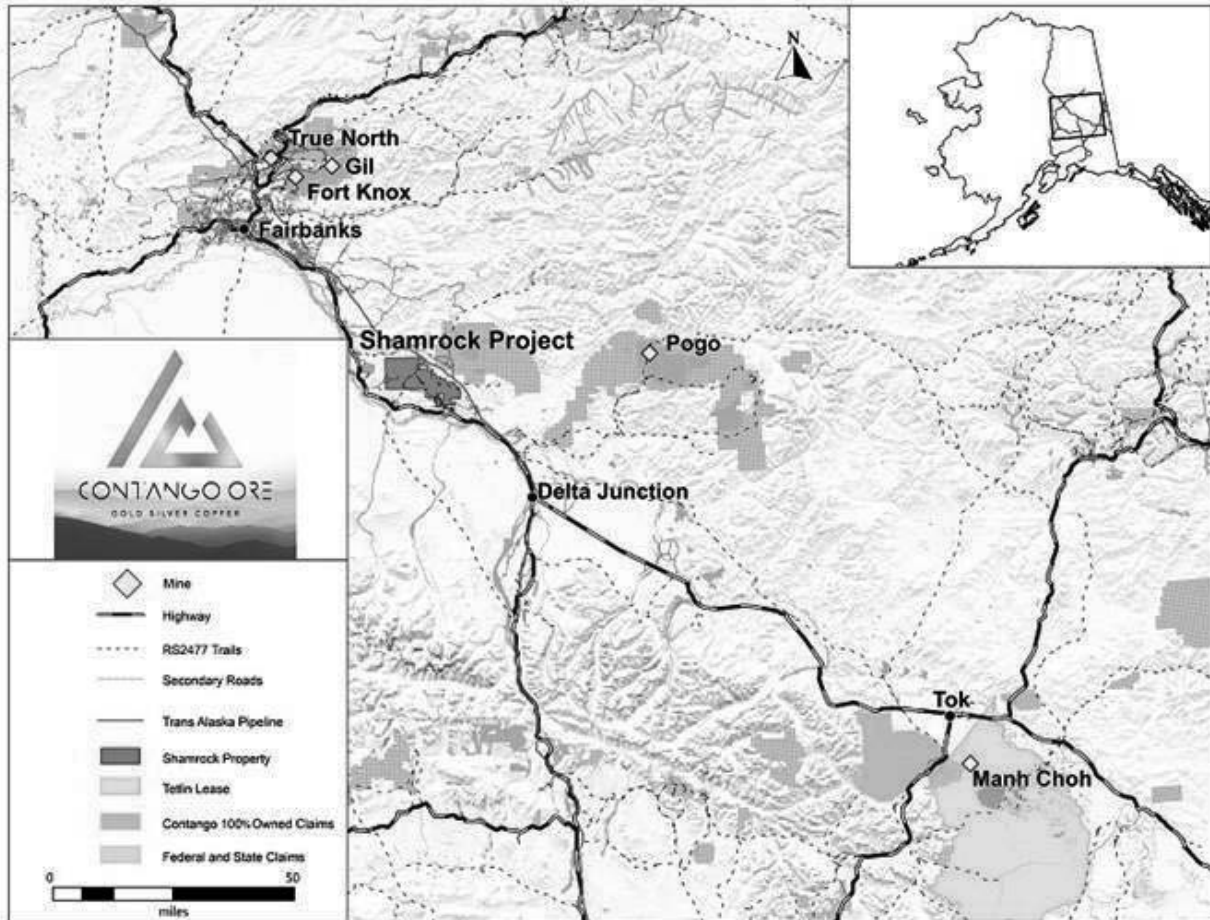 N
True North
Gil
Fort Knox
Fairbanks
Shamrock Project
Pogo
CONTANGO ORE
GOLD SILVER COPPER
Delta Junction
Mine
Highway
RS2477 Trails
Secondary Roads
Trans Alaska Pipeline
Shamrock Property
Tetlin Lease
Contango 100% Owned Claims
Federal and State Claims
0 50
miles
Tok
Manh Choh